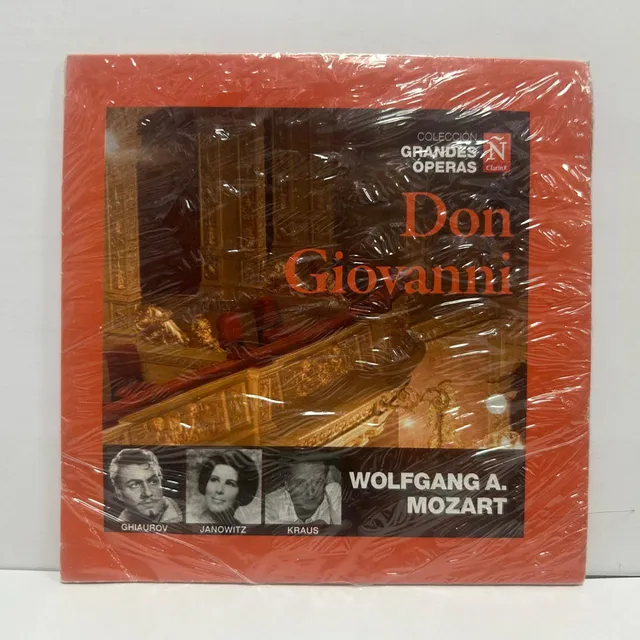 COLECCIÓN
GRANDES
ÓPERAS
Ñ
Clarín
Don
Giovanni
WOLFGANG A.
MOZART
GHIAUROV
JANOWITZ
KRAUS